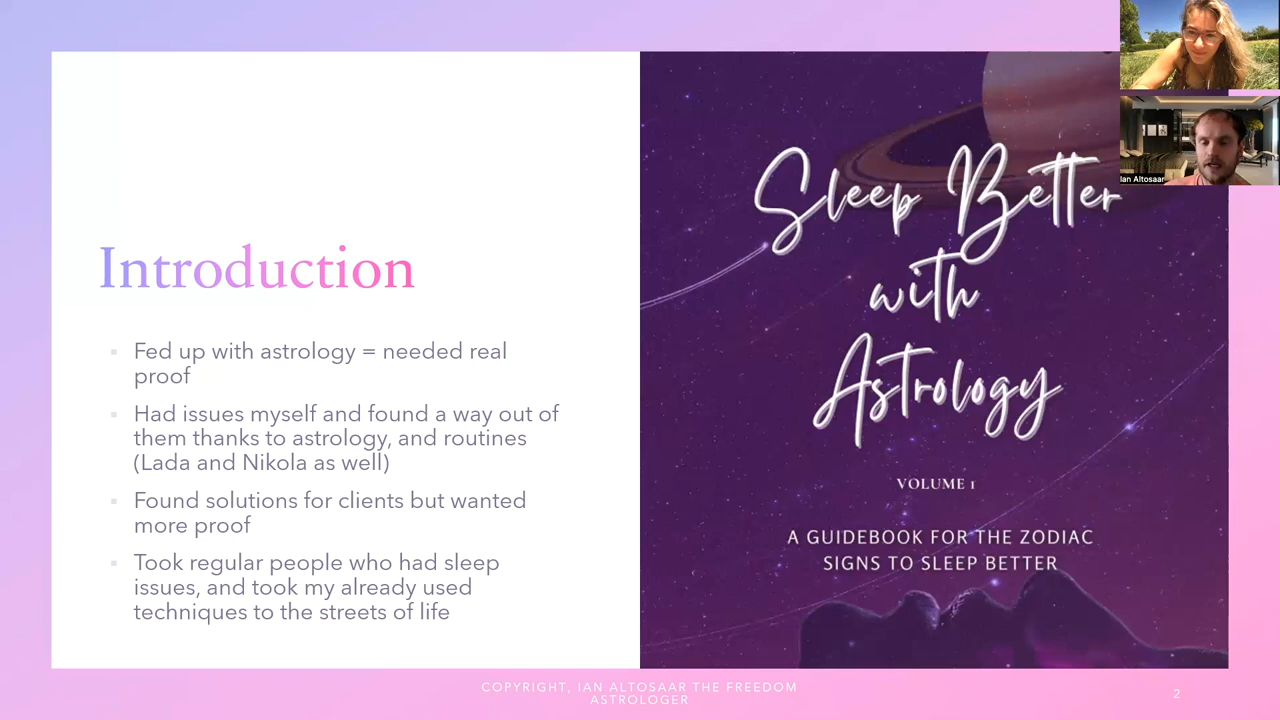 Introduction
Fed up with astrology = needed real
proof
Had issues myself and found a way out of
them thanks to astrology, and routines
(Lada and Nikola as well)
Found solutions for clients but wanted
more proof
Took regular people who had sleep
issues, and took my already used
techniques to the streets of life
Sleep Better
with
Astrology
VOLUME 1
A GUIDEBOOK FOR THE ZODIAC
SIGNS TO SLEEP BETTER
Ian Altosaar
COPYRIGHT, IAN ALTOSAAR THE FREEDOM
ASTROLOGER
2